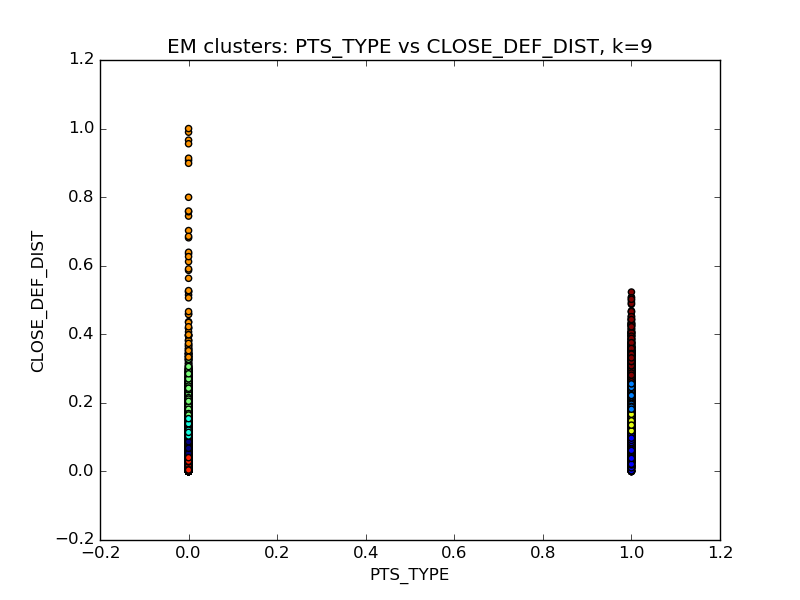 EM clusters: PTS_TYPE vs CLOSE_DEF_DIST, k=9
1.2
1.0
0.8
0.6
0.4
0.2
0.0
−0.2
CLOSE_DEF_DIST
−0.2 0.0 0.2 0.4 0.6 0.8 1.0 1.2
PTS_TYPE